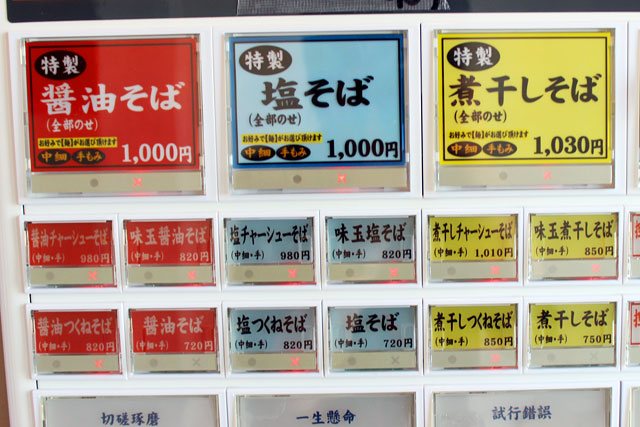 特製
醤油そば
(全部のせ)
お好みで【麺】がお選び頂けます
中細 手もみ
1,000円
特製
塩そば
(全部のせ)
お好みで【麺】がお選び頂けます
中細 手もみ
1,000円
特製
煮干しそば
(全部のせ)
お好みで【麺】がお選び頂けます
中細 手もみ
1,030円
醤油チャーシューそば
(中細・手) 980円
味玉醤油そば
(中細・手) 820円
塩チャーシューそば
(中細・手) 980円
味玉塩そば
(中細・手) 820円
煮干しチャーシューそば
(中細・手) 1,010円
味玉煮干しそば
(中細・手) 850円
醤油つくねそば
(中細・手) 820円
醤油そば
(中細・手) 720円
塩つくねそば
(中細・手) 820円
塩そば
(中細・手) 720円
煮干しつくねそば
(中細・手) 850円
煮干しそば
(中細・手) 750円
切磋琢磨
一生懸命
試行錯誤